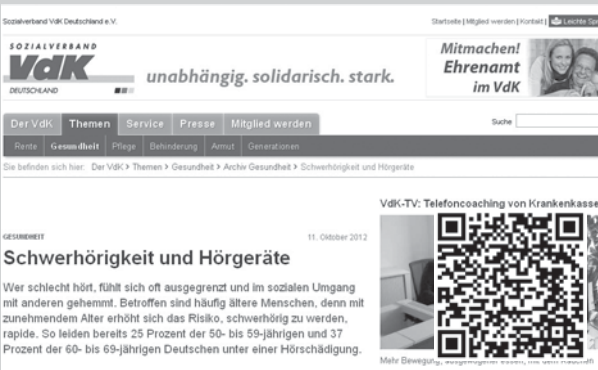 Sozialverband VdK Deutschland e.V.
Startseite | Mitglied werden | Kontakt | Leichte
SOZIALVERBAND
VdK
DEUTSCHLAND
unabhängig. solidarisch. stark.
Mitmachen!
Ehrenamt
im VdK
Der VdK Themen Service Presse Mitglied werden
Suche
Rente Gesundheit Pflege Behinderung Armut Generationen
Sie befinden sich hier: Der VdK > Themen > Gesundheit > Archiv Gesundheit > Schwerhörigkeit und Hörgeräte
VdK-TV: Telefoncoaching von Krankenkasse
GESUNDHEIT 11. Oktober 2012
Schwerhörigkeit und Hörgeräte
Wer schlecht hört, fühlt sich oft ausgegrenzt und im sozialen Umgang
mit anderen gehemmt. Betroffen sind häufig ältere Menschen, denn mit
zunehmendem Alter erhöht sich das Risiko, schwerhörig zu werden,
rapide. So leiden bereits 25 Prozent der 50- bis 59-jährigen und 37
Prozent der 60- bis 69-jährigen Deutschen unter einer Hörschädigung.
Mehr Bewegung,